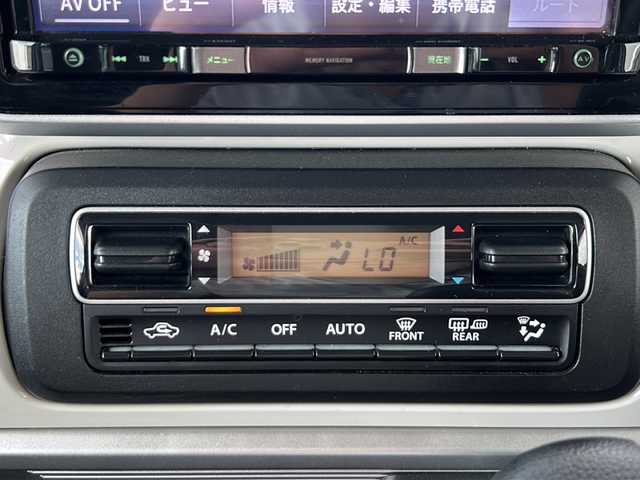 AV OFF ビュー 情報 設定・編集 携帯電話 ルート
TRK メニュー MEMORY NAVIGATION 現在地 − VOL + AV
A/C
LO
A/C OFF AUTO FRONT REAR